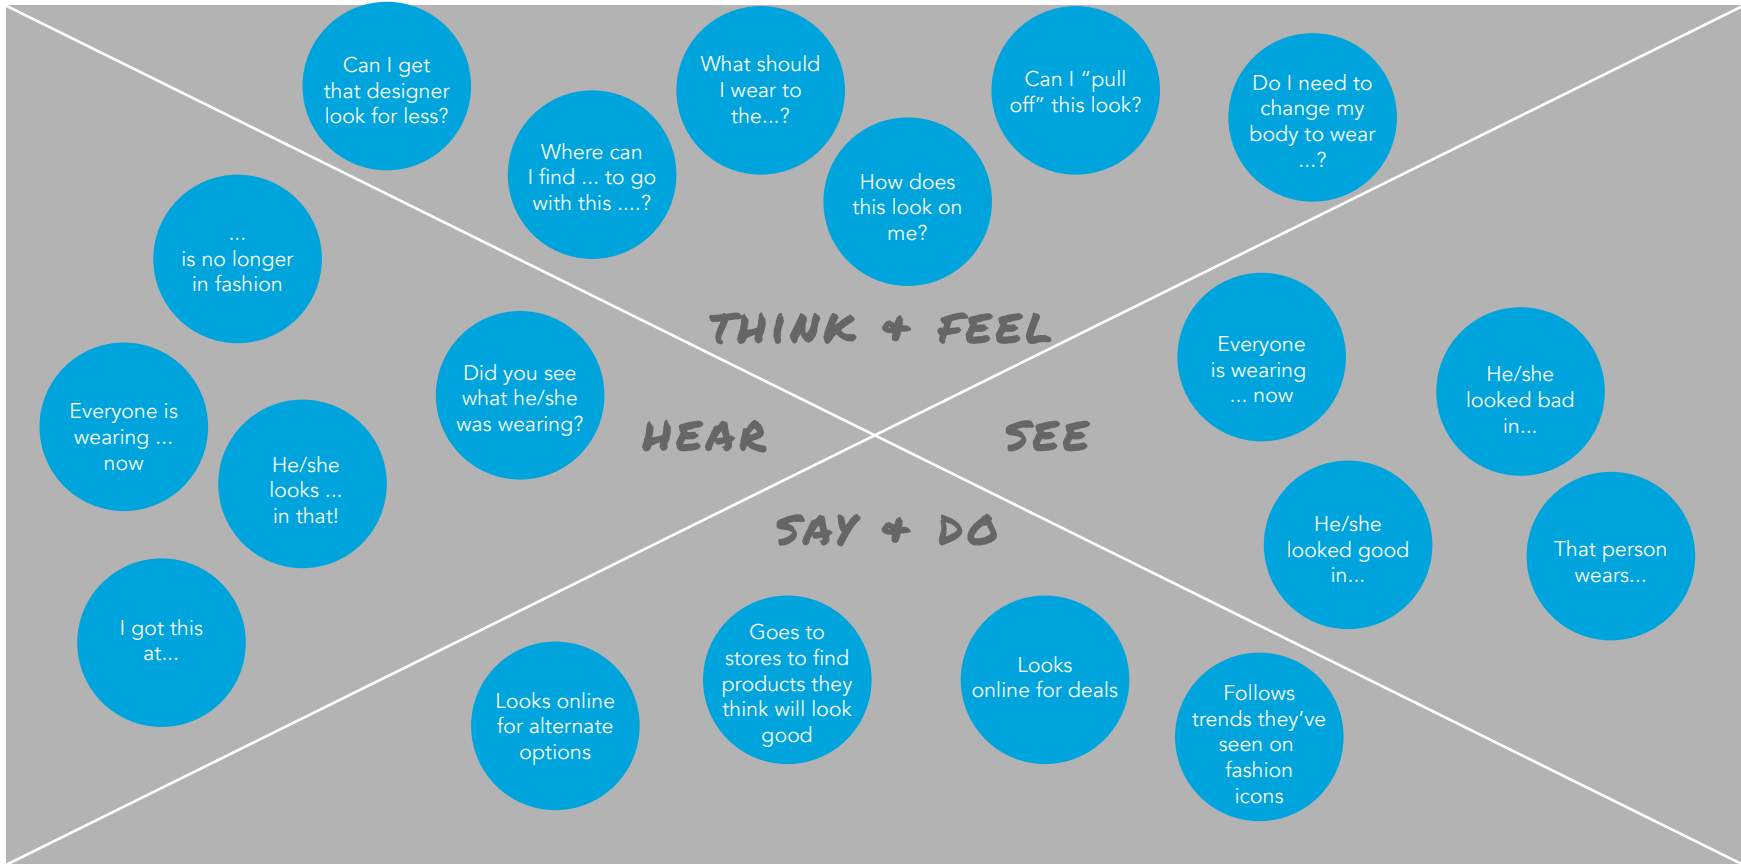 Can I get
that designer
look for less?
Where can
I find ... to go
with this ....?
What should
I wear to
the...?
How does
this look on
me?
Can I “pull
off” this look?
Do I need to
change my
body to wear
...?
THINK & FEEL
...
is no longer
in fashion
Everyone is
wearing ...
now
He/she
looks ...
in that!
Did you see
what he/she
was wearing?
I got this
at...
HEAR
SEE
Everyone
is wearing
... now
He/she
looked bad
in...
He/she
looked good
in...
That person
wears...
SAY & DO
Looks online
for alternate
options
Goes to
stores to find
products they
think will look
good
Looks
online for deals
Follows
trends they’ve
seen on
fashion
icons